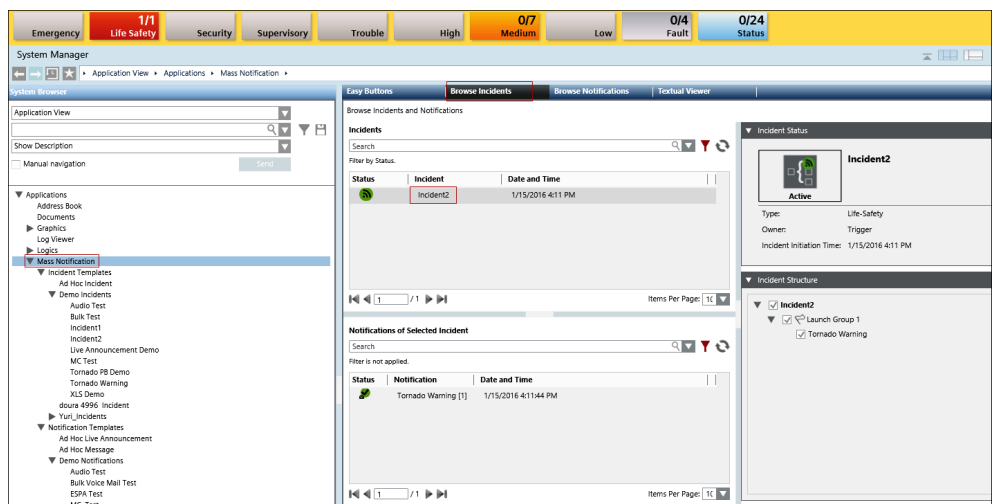 1/1 0/7 0/4 0/24
Emergency Life Safety Security Supervisory Trouble High Medium Low Fault Status
System Manager
Application View Applications Mass Notification
System Browser
Easy Buttons Browse Incidents Browse Notifications Textual Viewer
Application View
Show Description
Manual navigation Send
Applications
Address Book
Documents
Graphics
Log Viewer
Logics
Mass Notification
Incident Templates
Ad Hoc Incident
Demo Incidents
Audio Test
Bulk Test
Incident1
Incident2
Live Announcement Demo
MC Test
Tornado PB Demo
Tornado Warning
XLS Demo
doura 4996 Incident
Yuri_Incidents
Notification Templates
Ad Hoc Live Announcement
Ad Hoc Message
Demo Notifications
Audio Test
Bulk Voice Mail Test
ESPA Test
Browse Incidents and Notifications
Incidents
Search
Filter by Status.
Status Incident Date and Time
Incident2 1/15/2016 4:11 PM
1 / 1 Items Per Page:
Notifications of Selected Incident
Search
Filter is not applied.
Status Notification Date and Time
Tornado Warning [1] 1/15/2016 4:11:44 PM
1 / 1 Items Per Page:
Incident Status
Incident2
Active
Type: Life-Safety
Owner: Trigger
Incident Initiation Time: 1/15/2016 4:11 PM
Incident Structure
Incident2
Launch Group 1
Tornado Warning